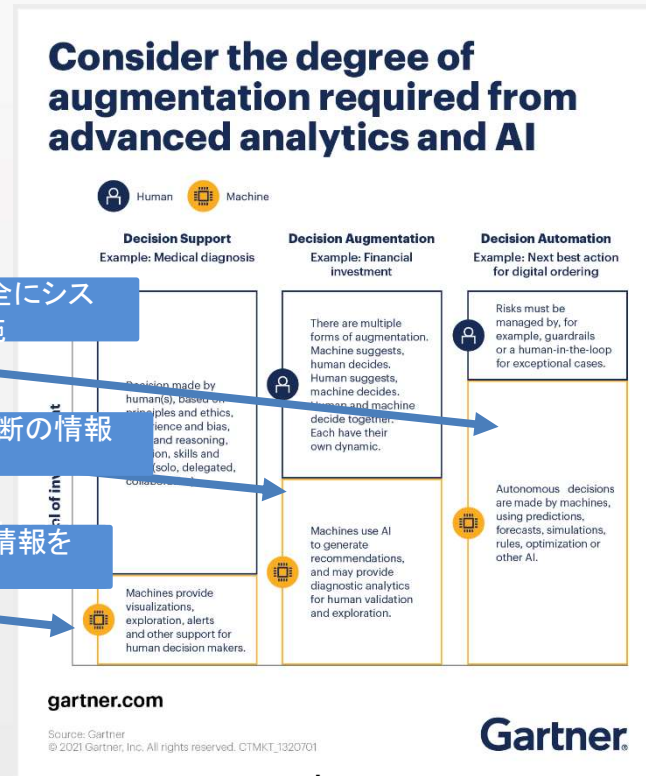 Consider the degree of
augmentation required from
advanced analytics and AI
Human
Machine
Decision Support
Example: Medical diagnosis
human(s), based on
principles and ethics,
and reasoning,
skills and
(solo, delegated,
Machines provide
visualizations,
exploration, alerts
and other support for
human decision makers.
Decision Augmentation
Example: Financial
investment
There are multiple
forms of augmentation.
Machine suggests,
human decides.
Human suggests,
machine decides.
Human and machine
decide together.
Each have their
own dynamic.
Machines use AI
to generate
recommendations,
and may provide
diagnostic analytics
for human validation
and exploration.
Decision Automation
Example: Next best action
for digital ordering
Risks must be
managed by, for
example, guardrails
or a human-in-the-loop
for exceptional cases.
Autonomous decisions
are made by machines,
using predictions,
forecasts, simulations,
rules, optimization or
other AI.
全にシス
断の情報
情報を
of
gartner.com
Source: Gartner
© 2021 Gartner, Inc. All rights reserved. CTMKT_1320701
Gartner